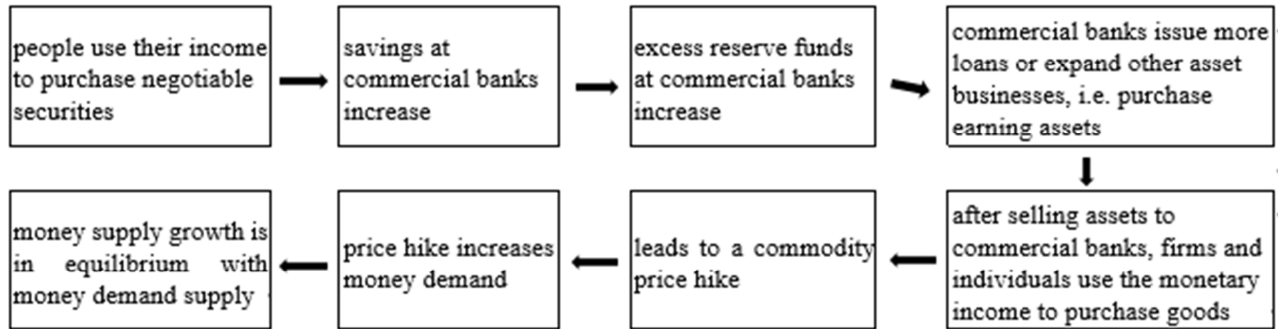 people use their income
to purchase negotiable
securities
savings at
commercial banks
increase
excess reserve funds
at commercial banks
increase
commercial banks issue more
loans or expand other asset
businesses, i.e. purchase
earning assets
after selling assets to
commercial banks, firms and
individuals use the monetary
income to purchase goods
leads to a commodity
price hike
price hike increases
money demand
money supply growth is
in equilibrium with
money demand supply